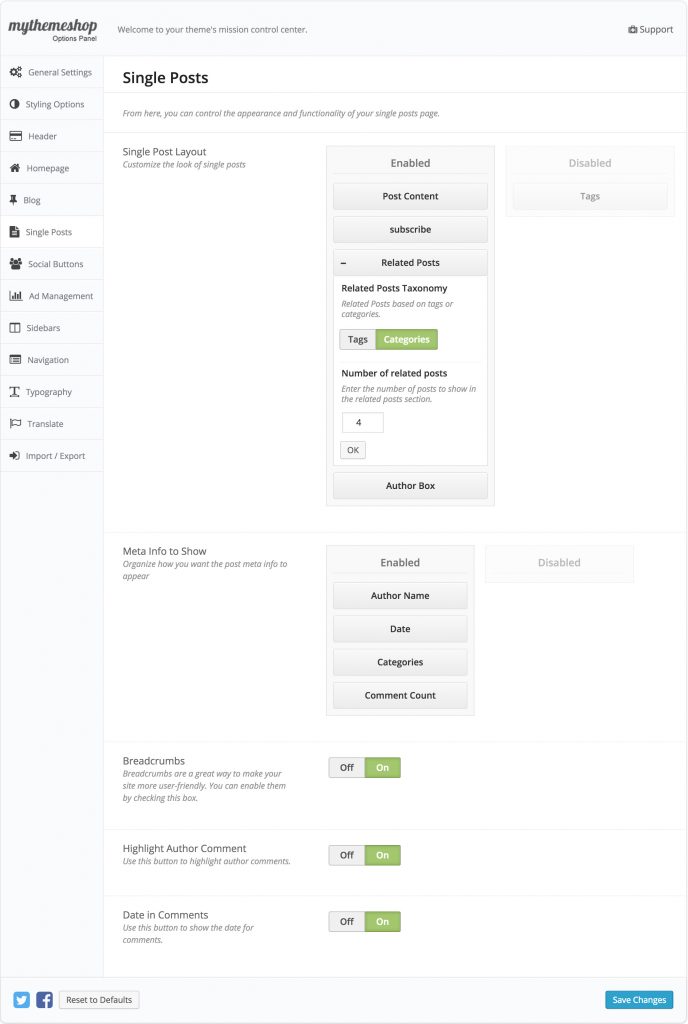 mythemeshop
Options Panel
Welcome to your theme's mission control center.
Support
General Settings
Styling Options
Header
Homepage
Blog
Single Posts
Social Buttons
Ad Management
Sidebars
Navigation
Typography
Translate
Import / Export
Single Posts
From here, you can control the appearance and functionality of your single posts page.
Single Post Layout
Customize the look of single posts
Enabled
Post Content
subscribe
Related Posts
Related Posts Taxonomy
Related Posts based on tags or
categories.
Tags Categories
Number of related posts
Enter the number of posts to show in
the related posts section.
4
OK
Author Box
Disabled
Tags
Meta Info to Show
Organize how you want the post meta info to
appear
Enabled
Author Name
Date
Categories
Comment Count
Disabled
Breadcrumbs
Breadcrumbs are a great way to make your
site more user-friendly. You can enable them
by checking this box.
Off On
Highlight Author Comment
Use this button to highlight author comments.
Off On
Date in Comments
Use this button to show the date for
comments.
Off On
Reset to Defaults
Save Changes